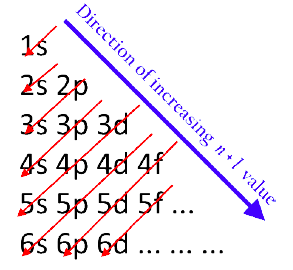 Direction of increasing n + l value
1s
2s 2p
3s 3p 3d
4s 4p 4d 4f
5s 5p 5d 5f ...
6s 6p 6d ... ... ...